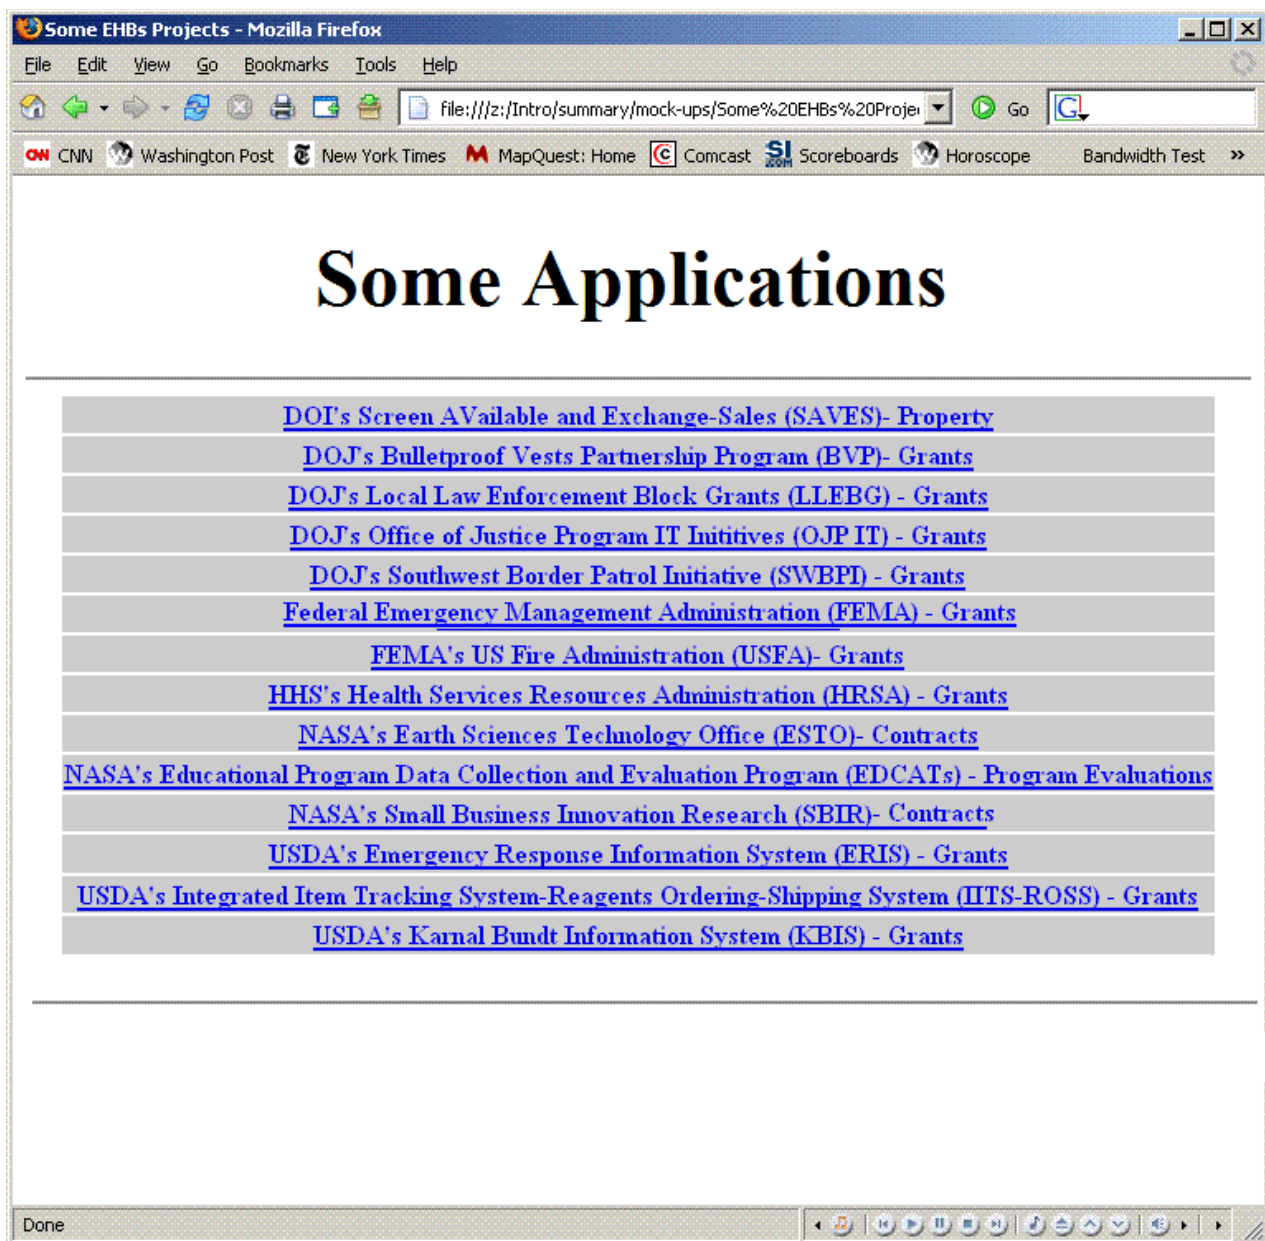 Some EHBs Projects - Mozilla Firefox
File Edit View Go Bookmarks Tools Help
file:///z:/Intro/summary/mock-ups/Some%20EHBs%20Proje Go G
CNN CNN Washington Post New York Times MapQuest: Home C Comcast SI.COM Scoreboards Horoscope Bandwidth Test »
Some Applications
DOI's Screen AVailable and Exchange-Sales (SAVES)- Property
DOJ's Bulletproof Vests Partnership Program (BVP)- Grants
DOJ's Local Law Enforcement Block Grants (LLEBG) - Grants
DOJ's Office of Justice Program IT Inititives (OJP IT) - Grants
DOJ's Southwest Border Patrol Initiative (SWBPI) - Grants
Federal Emergency Management Administration (FEMA) - Grants
FEMA's US Fire Administration (USFA)- Grants
HHS's Health Services Resources Administration (HRSA) - Grants
NASA's Earth Sciences Technology Office (ESTO)- Contracts
NASA's Educational Program Data Collection and Evaluation Program (EDCATs) - Program Evaluations
NASA's Small Business Innovation Research (SBIR)- Contracts
USDA's Emergency Response Information System (ERIS) - Grants
USDA's Integrated Item Tracking System-Reagents Ordering-Shipping System (IITS-ROSS) - Grants
USDA's Karnal Bundt Information System (KBIS) - Grants
Done